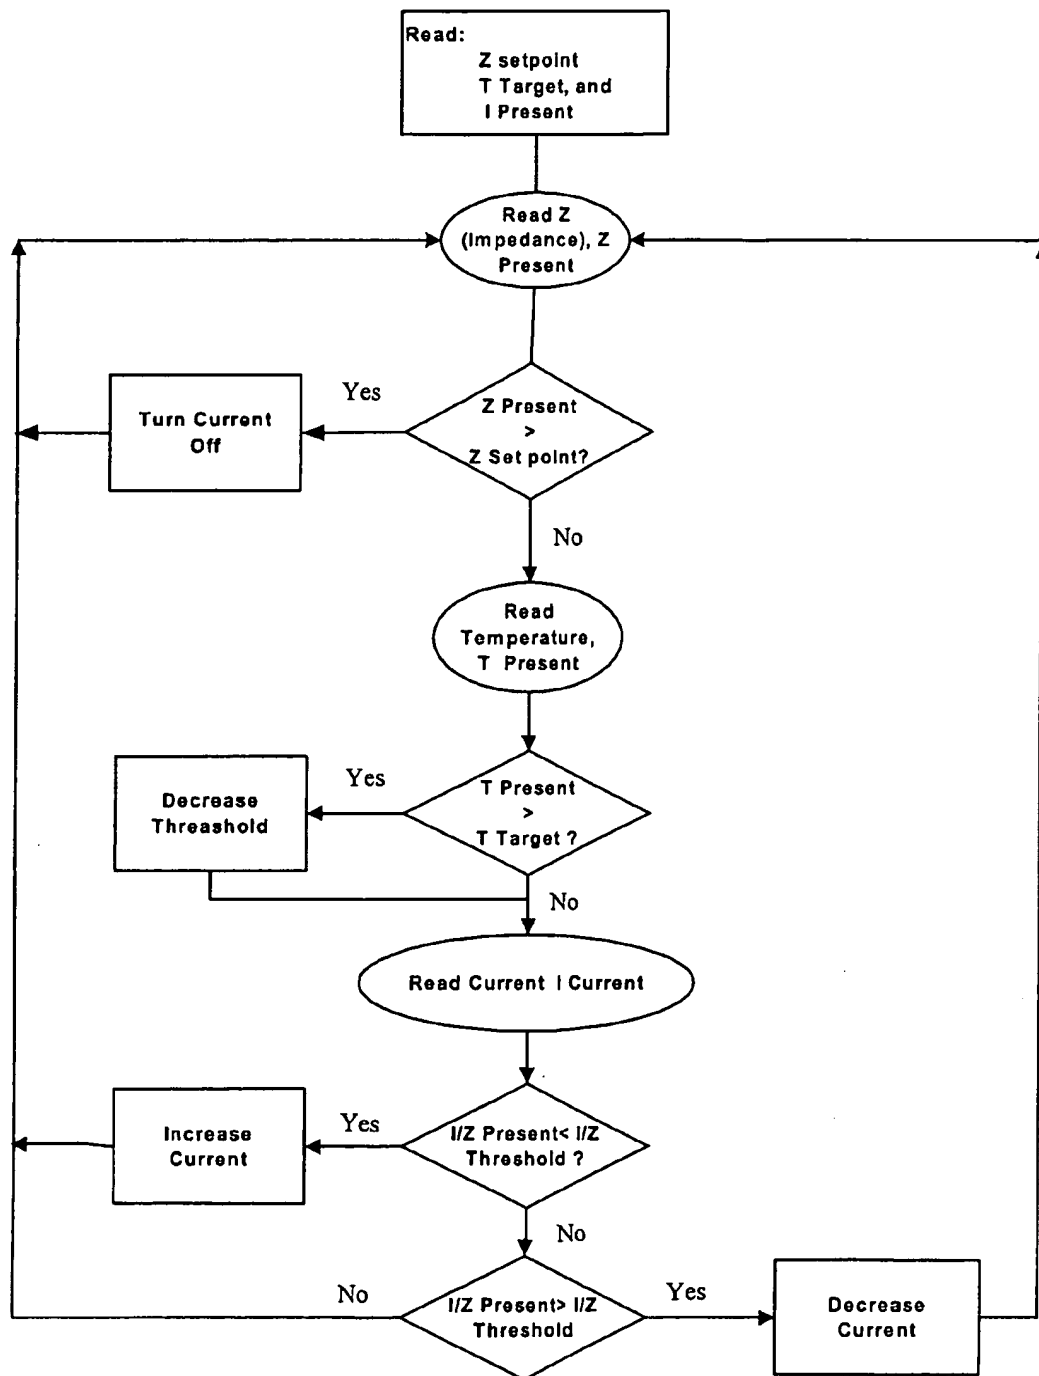 Read:
Z setpoint
T Target, and
I Present
Read Z
(Impedance), Z
Present
Yes
Z Present
>
Z Set point?
Turn Current
Off
No
Read
Temperature,
T Present
Yes
T Present
>
T Target ?
Decrease
Threashold
No
Read Current I Current
Yes
I/Z Present< I/Z
Threshold ?
Increase
Current
No
No
I/Z Present> I/Z
Threshold
Yes
Decrease
Current